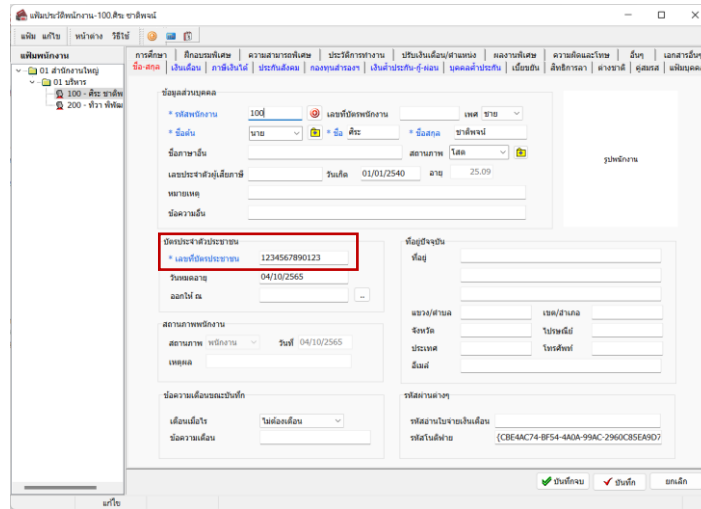 แฟ้มประวัติพนักงาน-100.ศิระ ชาติพจน์
แฟ้ม แก้ไข หน้าต่าง วิธีใช้
แฟ้มพนักงาน
01 สำนักงานใหญ่
01 บริหาร
100 - ศิระ ชาติพ
200 - ทิวา พิพัฒ
การศึกษา ฝึกอบรมพิเศษ ความสามารถพิเศษ ประวัติการทำงาน ปรับเงินเดือน/ตำแหน่ง ผลงานพิเศษ ความผิดและโทษ อื่นๆ เอกสารอื่นๆ
ชื่อ-สกุล เงินเดือน ภาษีเงินได้ ประกันสังคม กองทุนสำรองฯ เงินค้ำประกัน-กู้-ผ่อน บุคคลค้ำประกัน เบี้ยขยัน สิทธิการลา ต่างชาติ คู่สมรส แฟ้มบุคคล
ข้อมูลส่วนบุคคล
* รหัสพนักงาน 100 เลขที่บัตรพนักงาน เพศ ชาย
* ชื่อต้น นาย * ชื่อ ศิระ * ชื่อสกุล ชาติพจน์
ชื่อภาษาอื่น สถานภาพ โสด
เลขประจำตัวผู้เสียภาษี วันเกิด 01/01/2540 อายุ 25.09
หมายเหตุ
ข้อความอื่น
รูปพนักงาน
บัตรประจำตัวประชาชน
* เลขที่บัตรประชาชน 1234567890123
วันหมดอายุ 04/10/2565
ออกให้ ณ ...
ที่อยู่ปัจจุบัน
ที่อยู่
แขวง/ตำบล เขต/อำเภอ
จังหวัด ไปรษณีย์
ประเทศ โทรศัพท์
อีเมล์
สถานภาพพนักงาน
สถานภาพ พนักงาน วันที่ 04/10/2565
เหตุผล
ข้อความเตือนขณะบันทึก
เตือนเมื่อไร ไม่ต้องเตือน
ข้อความเตือน
รหัสผ่านต่างๆ
รหัสอ่านใบจ่ายเงินเดือน
รหัสโนติฟาย {CBE4AC74-BF54-4A0A-99AC-2960C85EA9D7
บันทึกจบ บันทึก ยกเลิก
แก้ไข